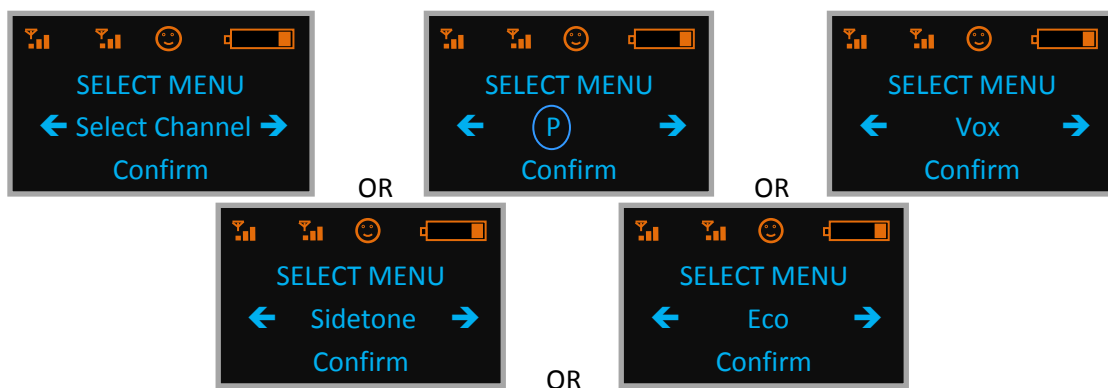 SELECT MENU
Select Channel
Confirm
OR
SELECT MENU
P
Confirm
OR
SELECT MENU
Vox
Confirm
SELECT MENU
Sidetone
Confirm
OR
SELECT MENU
Eco
Confirm